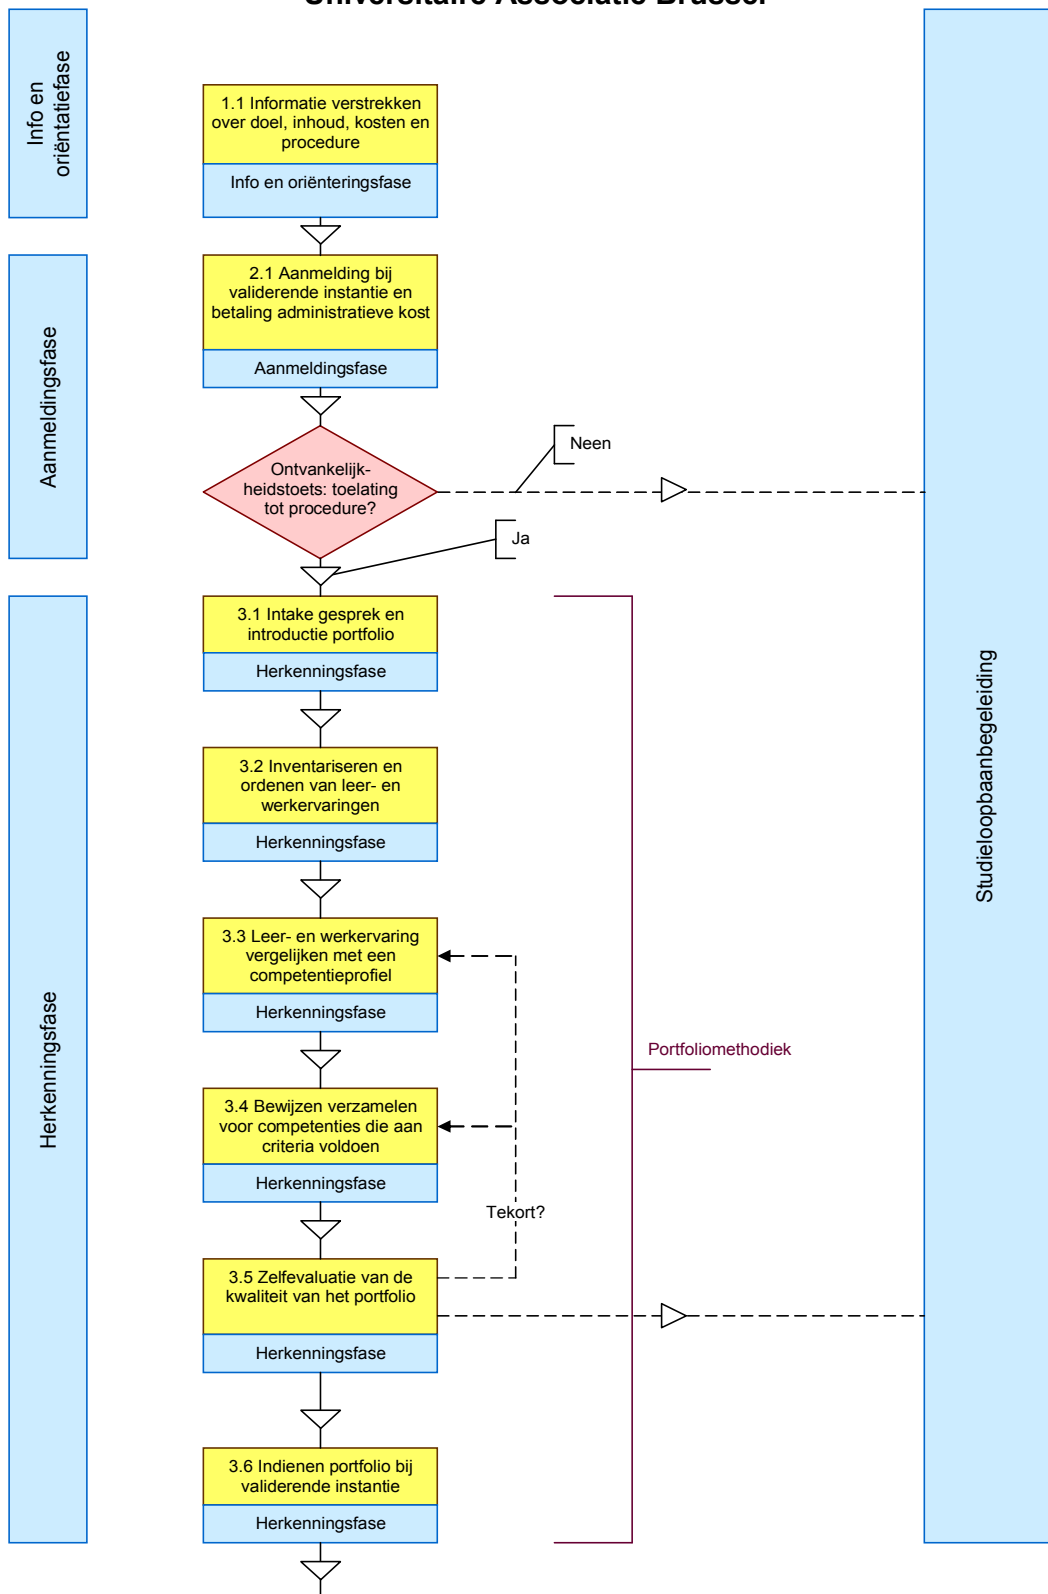 Universitaire Associatie Brussel
Info en
oriëntatiefase
1.1 Informatie verstrekken
over doel, inhoud, kosten en
procedure
Info en oriënteringsfase
Aanmeldingsfase
2.1 Aanmelding bij
validerende instantie en
betaling administratieve kost
Aanmeldingsfase
Ontvankelijk-
heidstoets: toelating
tot procedure?
Neen
Ja
Herkenningsfase
3.1 Intake gesprek en
introductie portfolio
Herkenningsfase
3.2 Inventariseren en
ordenen van leer- en
werkervaringen
Herkenningsfase
3.3 Leer- en werkervaring
vergelijken met een
competentieprofiel
Herkenningsfase
3.4 Bewijzen verzamelen
voor competenties die aan
criteria voldoen
Herkenningsfase
Tekort?
3.5 Zelfevaluatie van de
kwaliteit van het portfolio
Herkenningsfase
3.6 Indienen portfolio bij
validerende instantie
Herkenningsfase
Portfoliomethodiek
Studieloopbaanbegeleiding